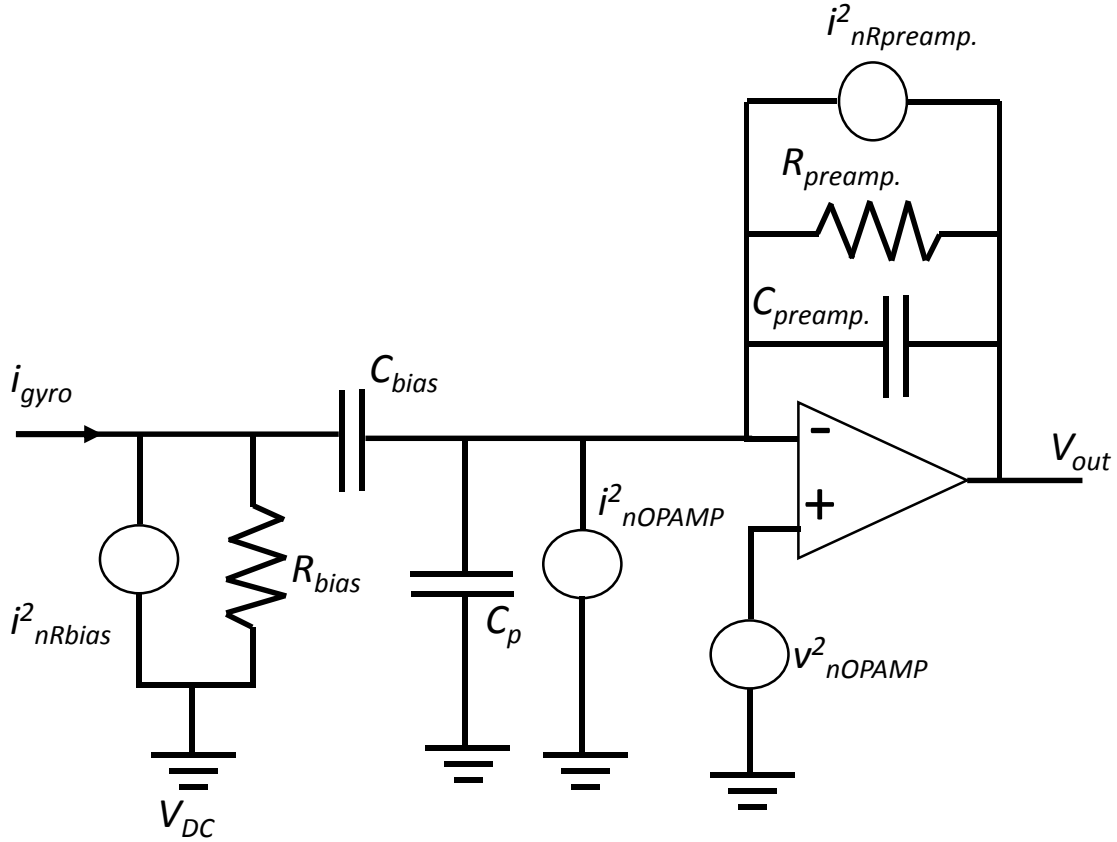 i²nRpreamp.
Rpreamp.
Cpreamp.
igyro
Cbias
-
Vout
+
i²nOPAMP
Rbias
i²nRbias
Cp
v²nOPAMP
VDC